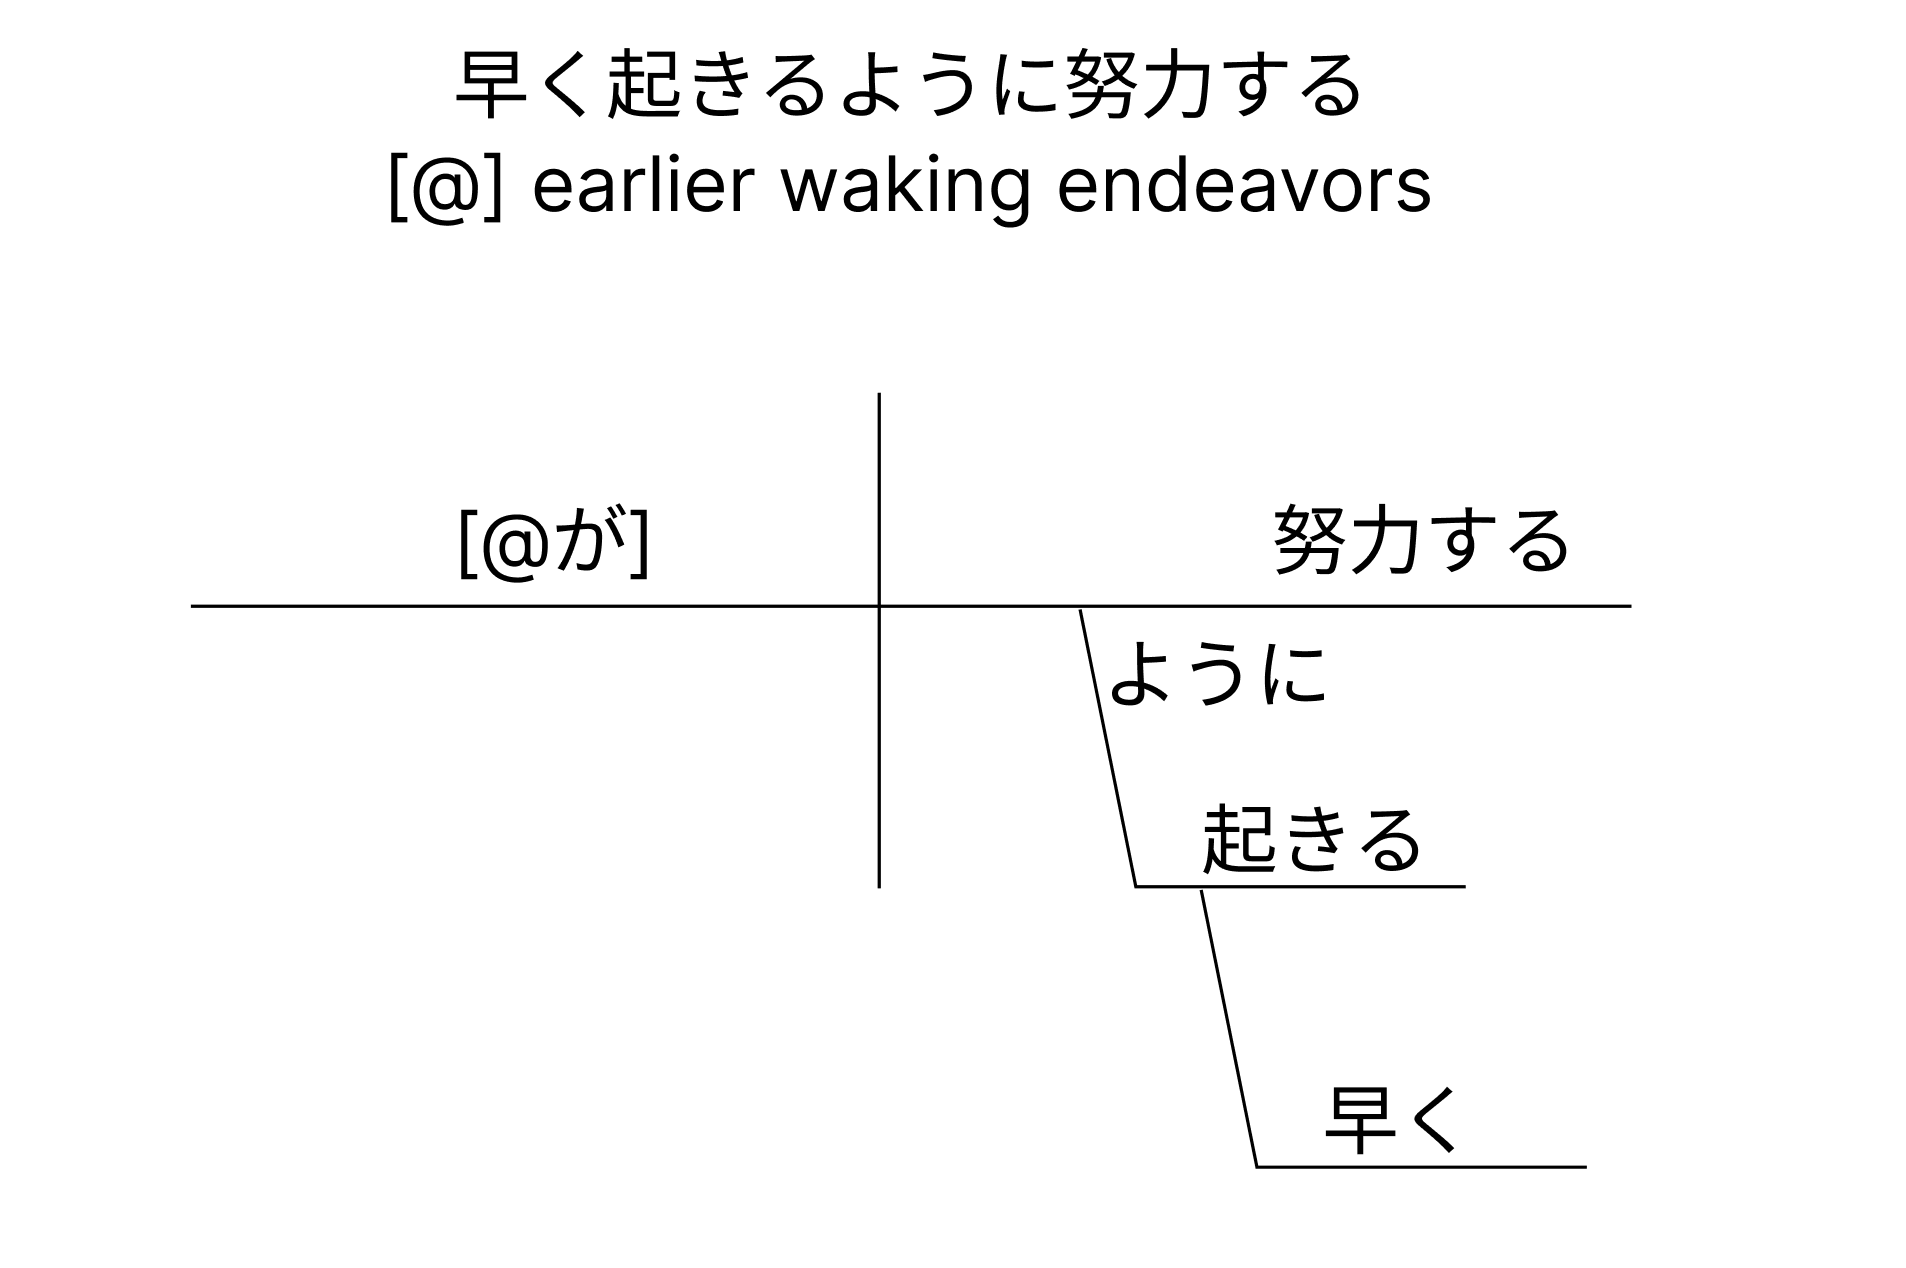 早く起きるように努力する
[@] earlier waking endeavors
[@が]
努力する
ように
起きる
早く